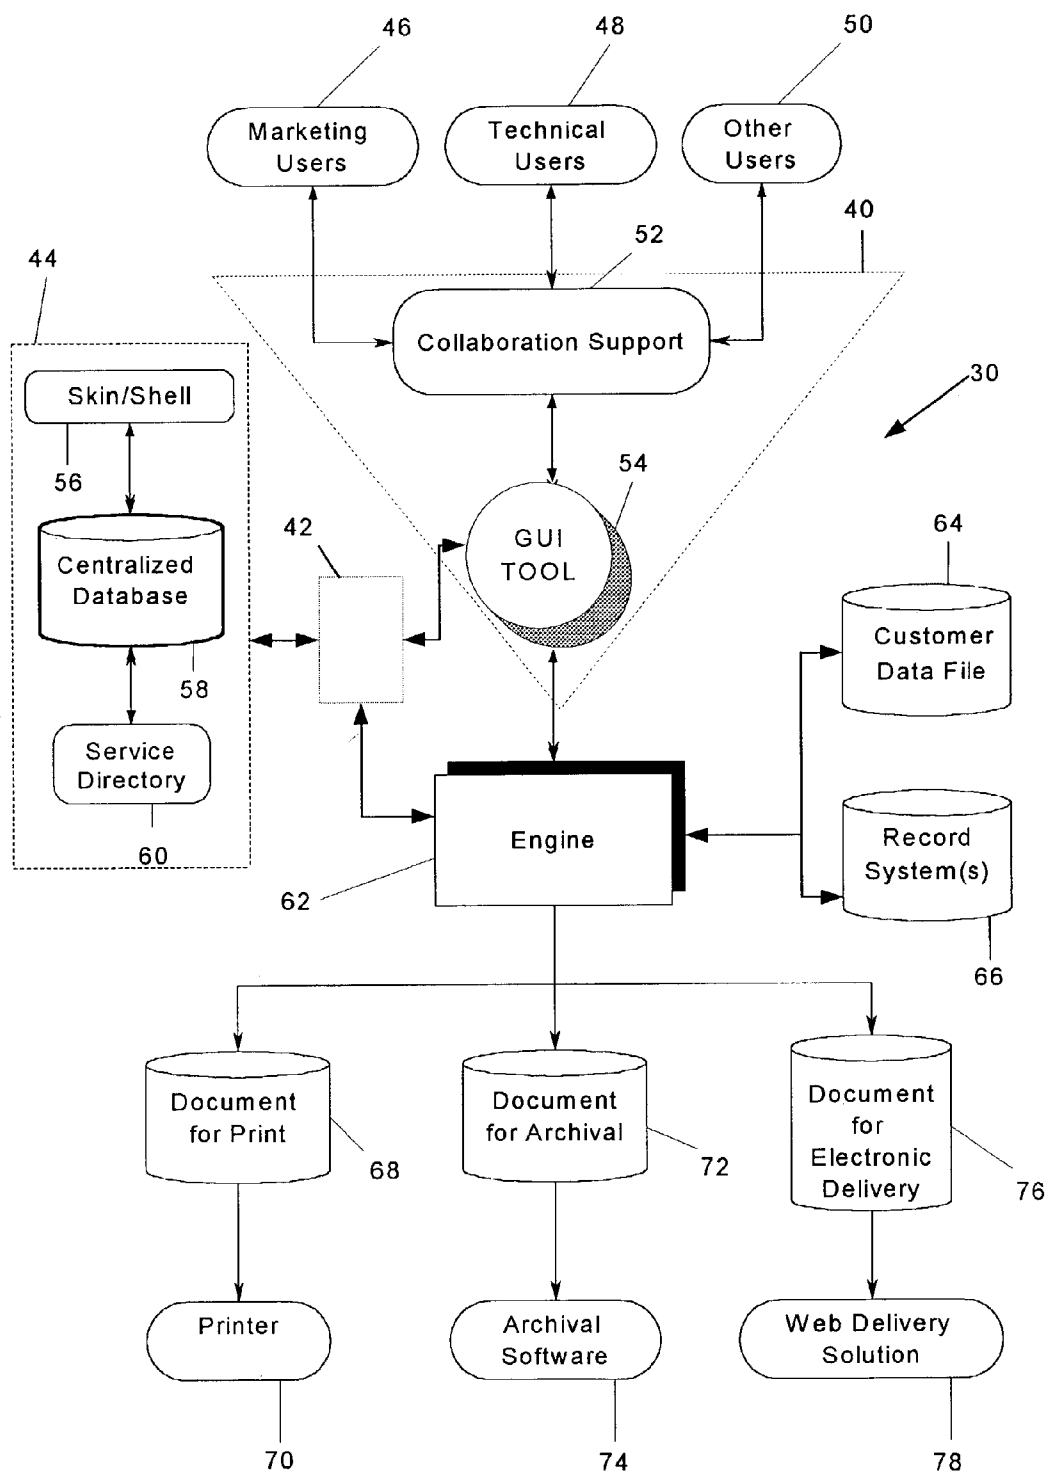 46
48
50
Marketing
Users
Technical
Users
Other
Users
40
52
44
Collaboration Support
30
Skin/Shell
56
54
64
42
GUI
TOOL
Centralized
Database
Customer
Data File
58
Service
Directory
Engine
Record
System(s)
60
62
66
Document
for Print
Document
for Archival
Document
for
Electronic
Delivery
68
72
76
Printer
Archival
Software
Web Delivery
Solution
70
74
78